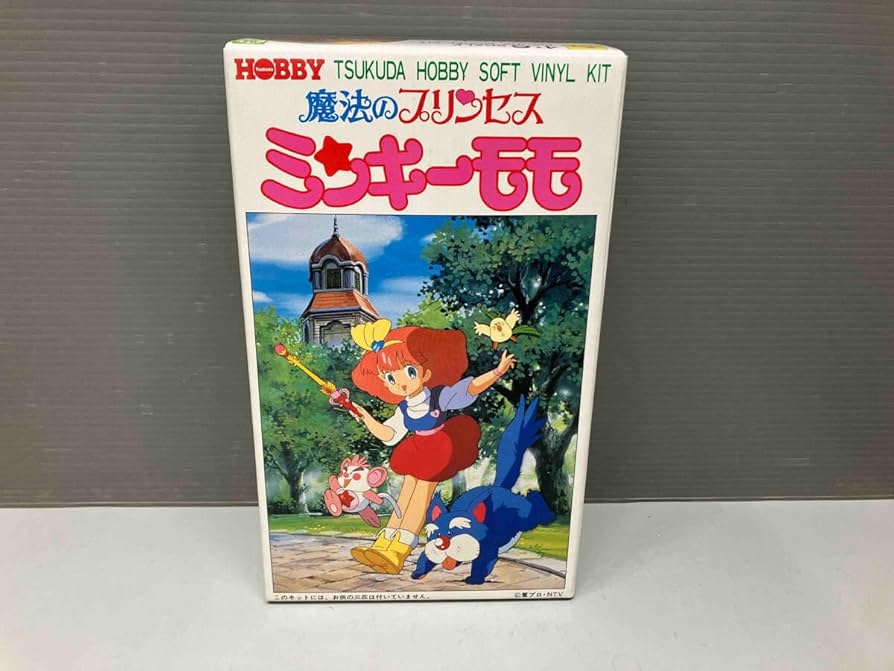 HOBBY TSUKUDA HOBBY SOFT VINYL KIT
魔法のプリンセス
ミンキーモモ
このキットには、お供の三匹は付いていません。
©葦プロ・NTV